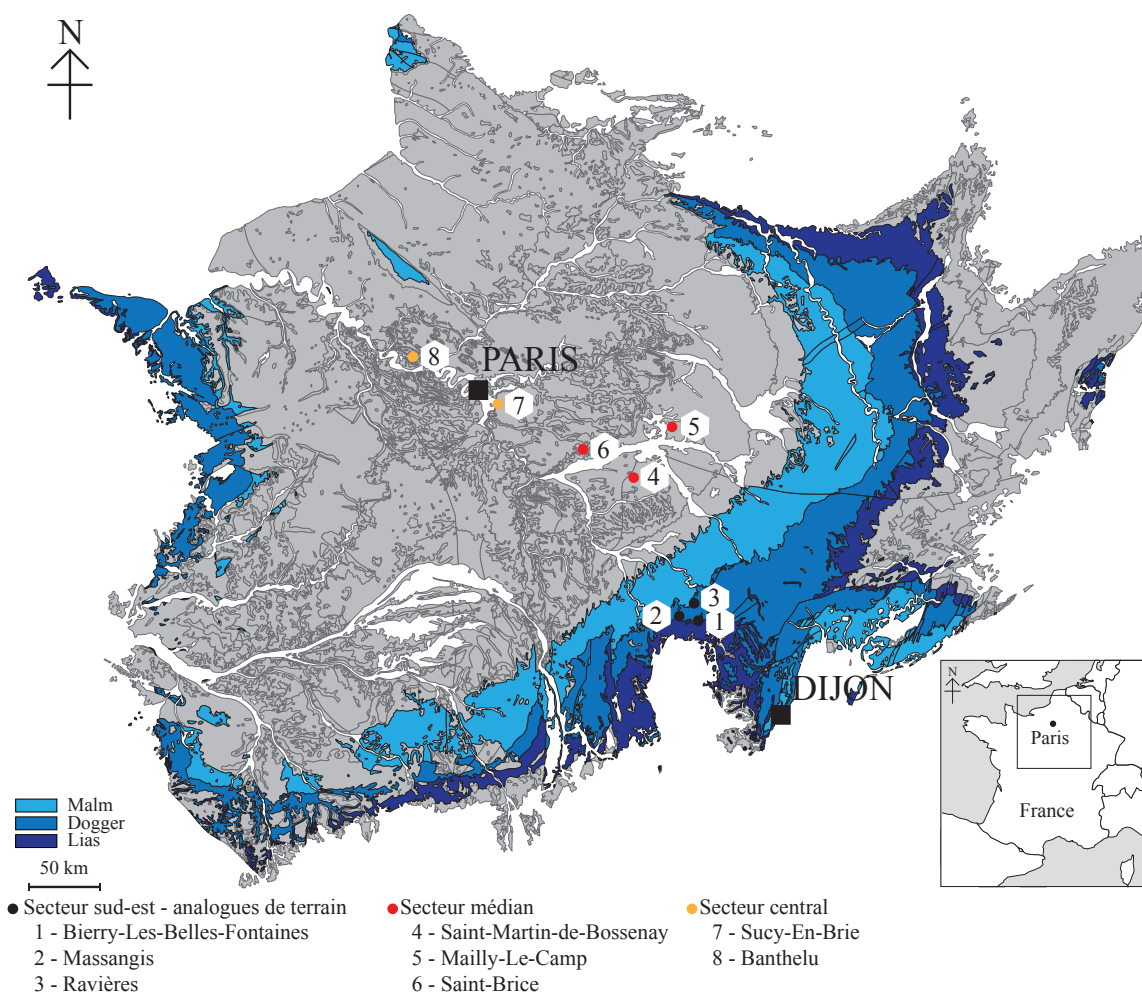 N
8
PARIS
7
5
6
4
3
2
1
DIJON
N
Paris
France
Malm
Dogger
Lias
50 km
Secteur sud-est - analogues de terrain
1 - Bierry-Les-Belles-Fontaines
2 - Massangis
3 - Ravières
Secteur médian
4 - Saint-Martin-de-Bossenay
5 - Mailly-Le-Camp
6 - Saint-Brice
Secteur central
7 - Sucy-En-Brie
8 - Banthelu